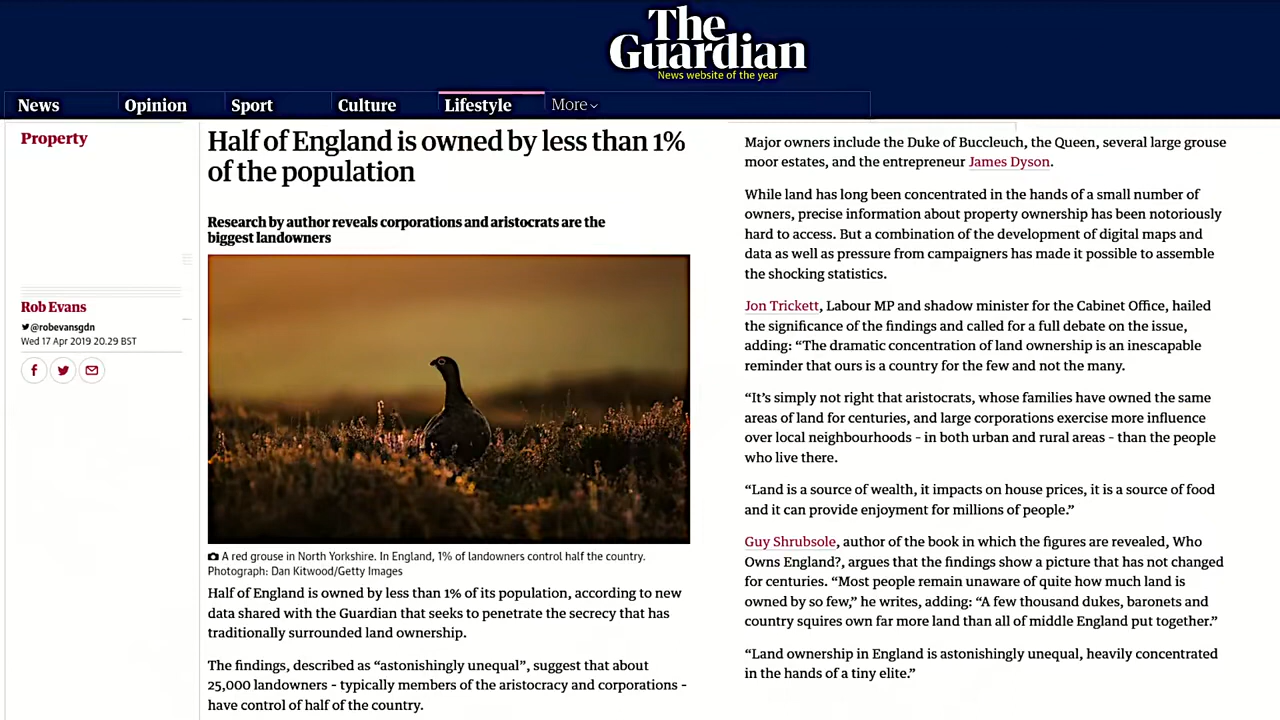 The
Guardian
News website of the year
News
Opinion
Sport
Culture
Lifestyle
More
Property
Rob Evans
@robevansgdn
Wed 17 Apr 2019 20.29 BST
Half of England is owned by less than 1%
of the population
Research by author reveals corporations and aristocrats are the
biggest landowners
A red grouse in North Yorkshire. In England, 1% of landowners control half the country.
Photograph: Dan Kitwood/Getty Images
Half of England is owned by less than 1% of its population, according to new
data shared with the Guardian that seeks to penetrate the secrecy that has
traditionally surrounded land ownership.
The findings, described as “astonishingly unequal”, suggest that about
25,000 landowners – typically members of the aristocracy and corporations –
have control of half of the country.
Major owners include the Duke of Buccleuch, the Queen, several large grouse
moor estates, and the entrepreneur James Dyson.
While land has long been concentrated in the hands of a small number of
owners, precise information about property ownership has been notoriously
hard to access. But a combination of the development of digital maps and
data as well as pressure from campaigners has made it possible to assemble
the shocking statistics.
Jon Trickett, Labour MP and shadow minister for the Cabinet Office, hailed
the significance of the findings and called for a full debate on the issue,
adding: “The dramatic concentration of land ownership is an inescapable
reminder that ours is a country for the few and not the many.
“It’s simply not right that aristocrats, whose families have owned the same
areas of land for centuries, and large corporations exercise more influence
over local neighbourhoods – in both urban and rural areas – than the people
who live there.
“Land is a source of wealth, it impacts on house prices, it is a source of food
and it can provide enjoyment for millions of people.”
Guy Shrubsole, author of the book in which the figures are revealed, Who
Owns England?, argues that the findings show a picture that has not changed
for centuries. “Most people remain unaware of quite how much land is
owned by so few,” he writes, adding: “A few thousand dukes, baronets and
country squires own far more land than all of middle England put together.”
“Land ownership in England is astonishingly unequal, heavily concentrated
in the hands of a tiny elite.”